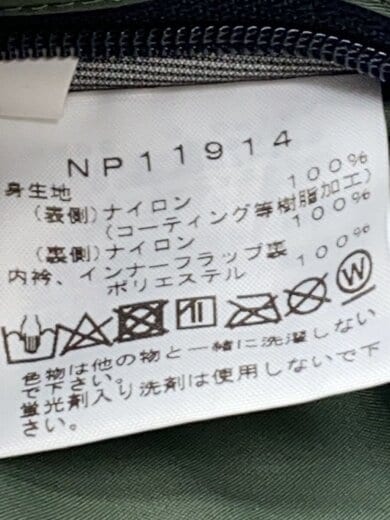 NP11914
身生地
(表側)ナイロン 100%
(コーティング等樹脂加工)
(裏側)ナイロン 100%
内衿、インナーフラップ裏
ポリエステル 100%
W
色物は他の物と一緒に洗濯しない
で下さい。
蛍光剤入り洗剤は使用しないで下
さい。